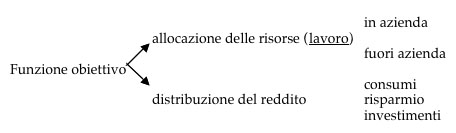 in azienda
allocazione delle risorse (lavoro)
fuori azienda
Funzione obiettivo
consumi
distribuzione del reddito risparmio
investimenti